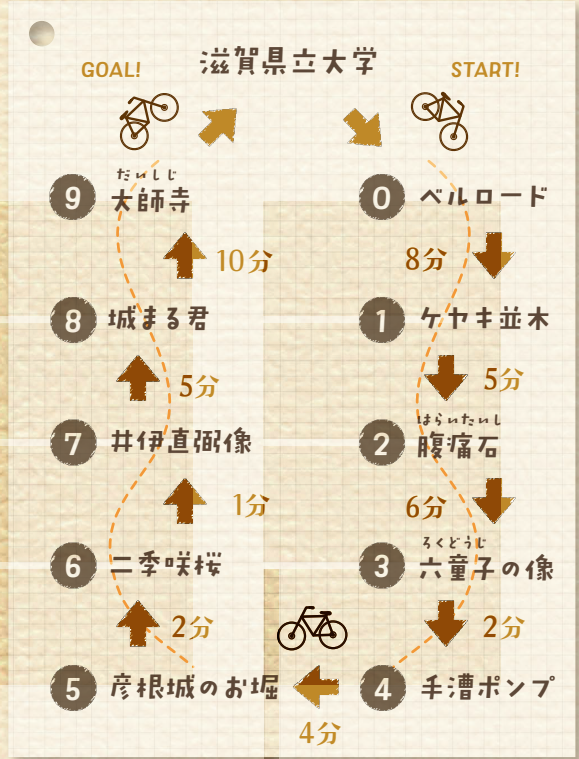 滋賀県立大学
START!
0 ベルロード
8分
1 ケヤキ並木
5分
はらいたいし
2 腹痛石
6分
ろくどうじ
3 六童子の像
2分
4 手漕ポンプ
4分
5 彦根城のお堀
2分
6 二季咲桜
1分
7 井伊直弼像
5分
8 城まる君
10分
だいしじ
9 大師寺
GOAL!